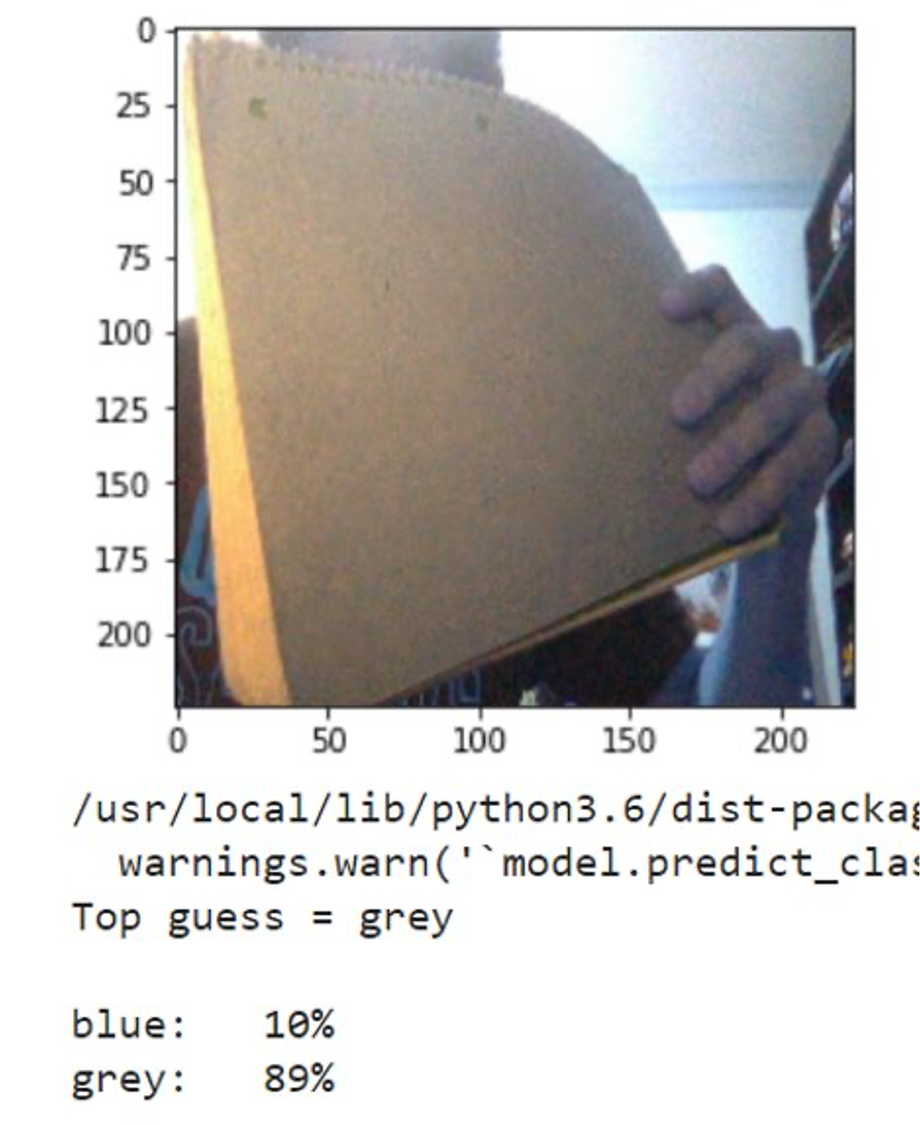 0
25
50
75
100
125
150
175
200
0 50 100 150 200
/usr/local/lib/python3.6/dist-packag
warnings.warn('`model.predict_clas
Top guess = grey
blue: 10%
grey: 89%